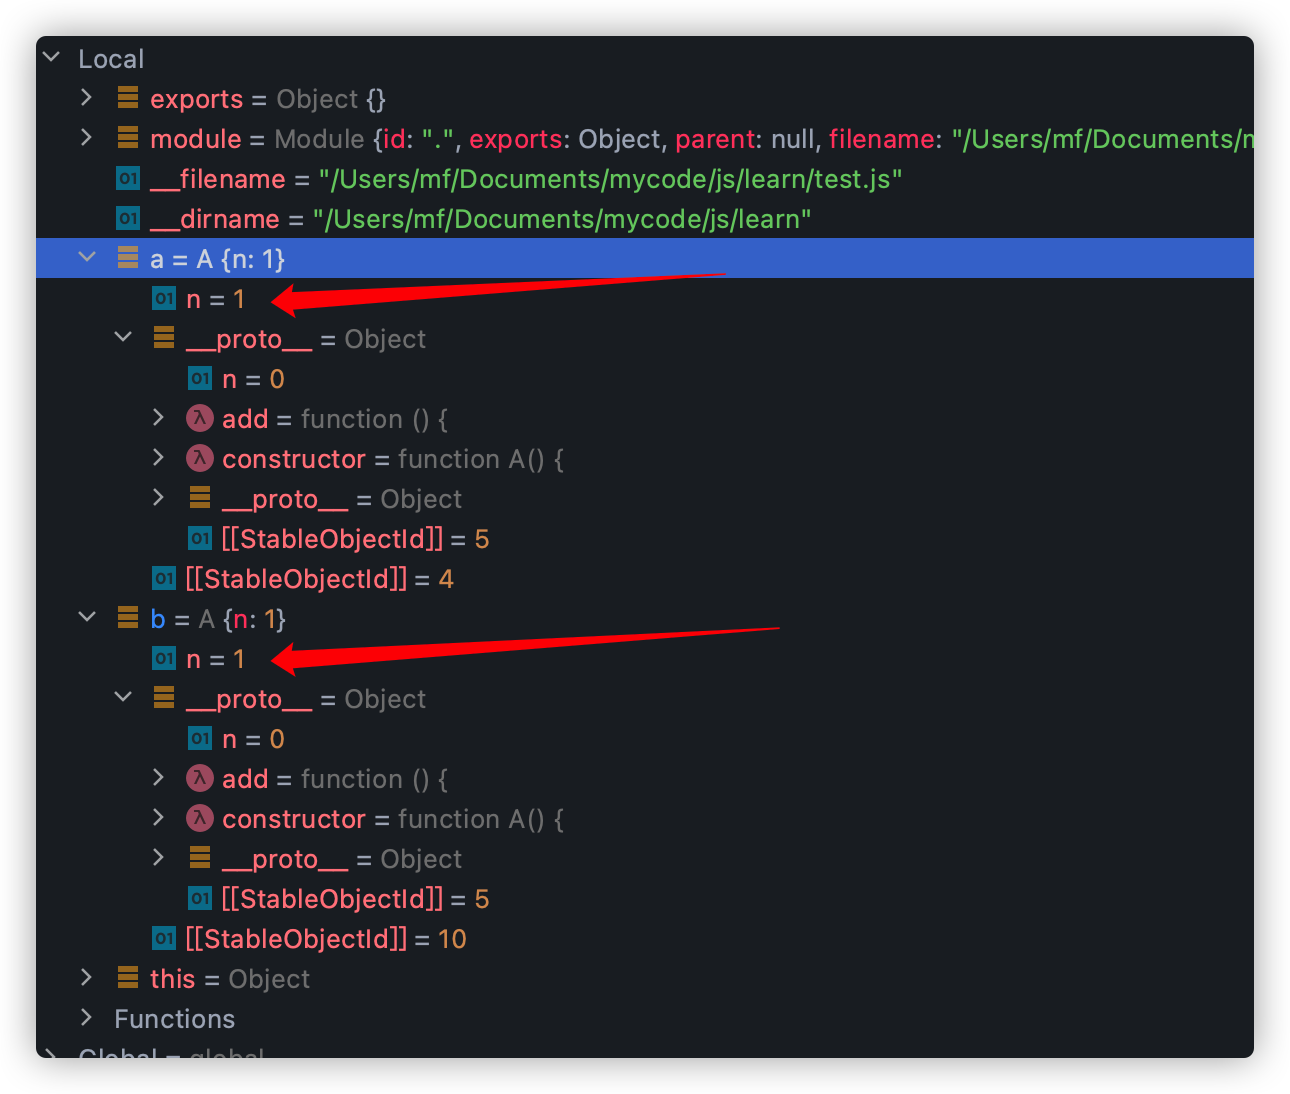 Local
exports = Object {}
module = Module {id: ".", exports: Object, parent: null, filename: "/Users/mf/Documents/m
01 __filename = "/Users/mf/Documents/mycode/js/learn/test.js"
01 __dirname = "/Users/mf/Documents/mycode/js/learn"
a = A {n: 1}
01 n = 1
__proto__ = Object
01 n = 0
λ add = function () {
λ constructor = function A() {
__proto__ = Object
01 [[StableObjectId]] = 5
01 [[StableObjectId]] = 4
b = A {n: 1}
01 n = 1
__proto__ = Object
01 n = 0
λ add = function () {
λ constructor = function A() {
__proto__ = Object
01 [[StableObjectId]] = 5
01 [[StableObjectId]] = 10
this = Object
Functions
Global = global